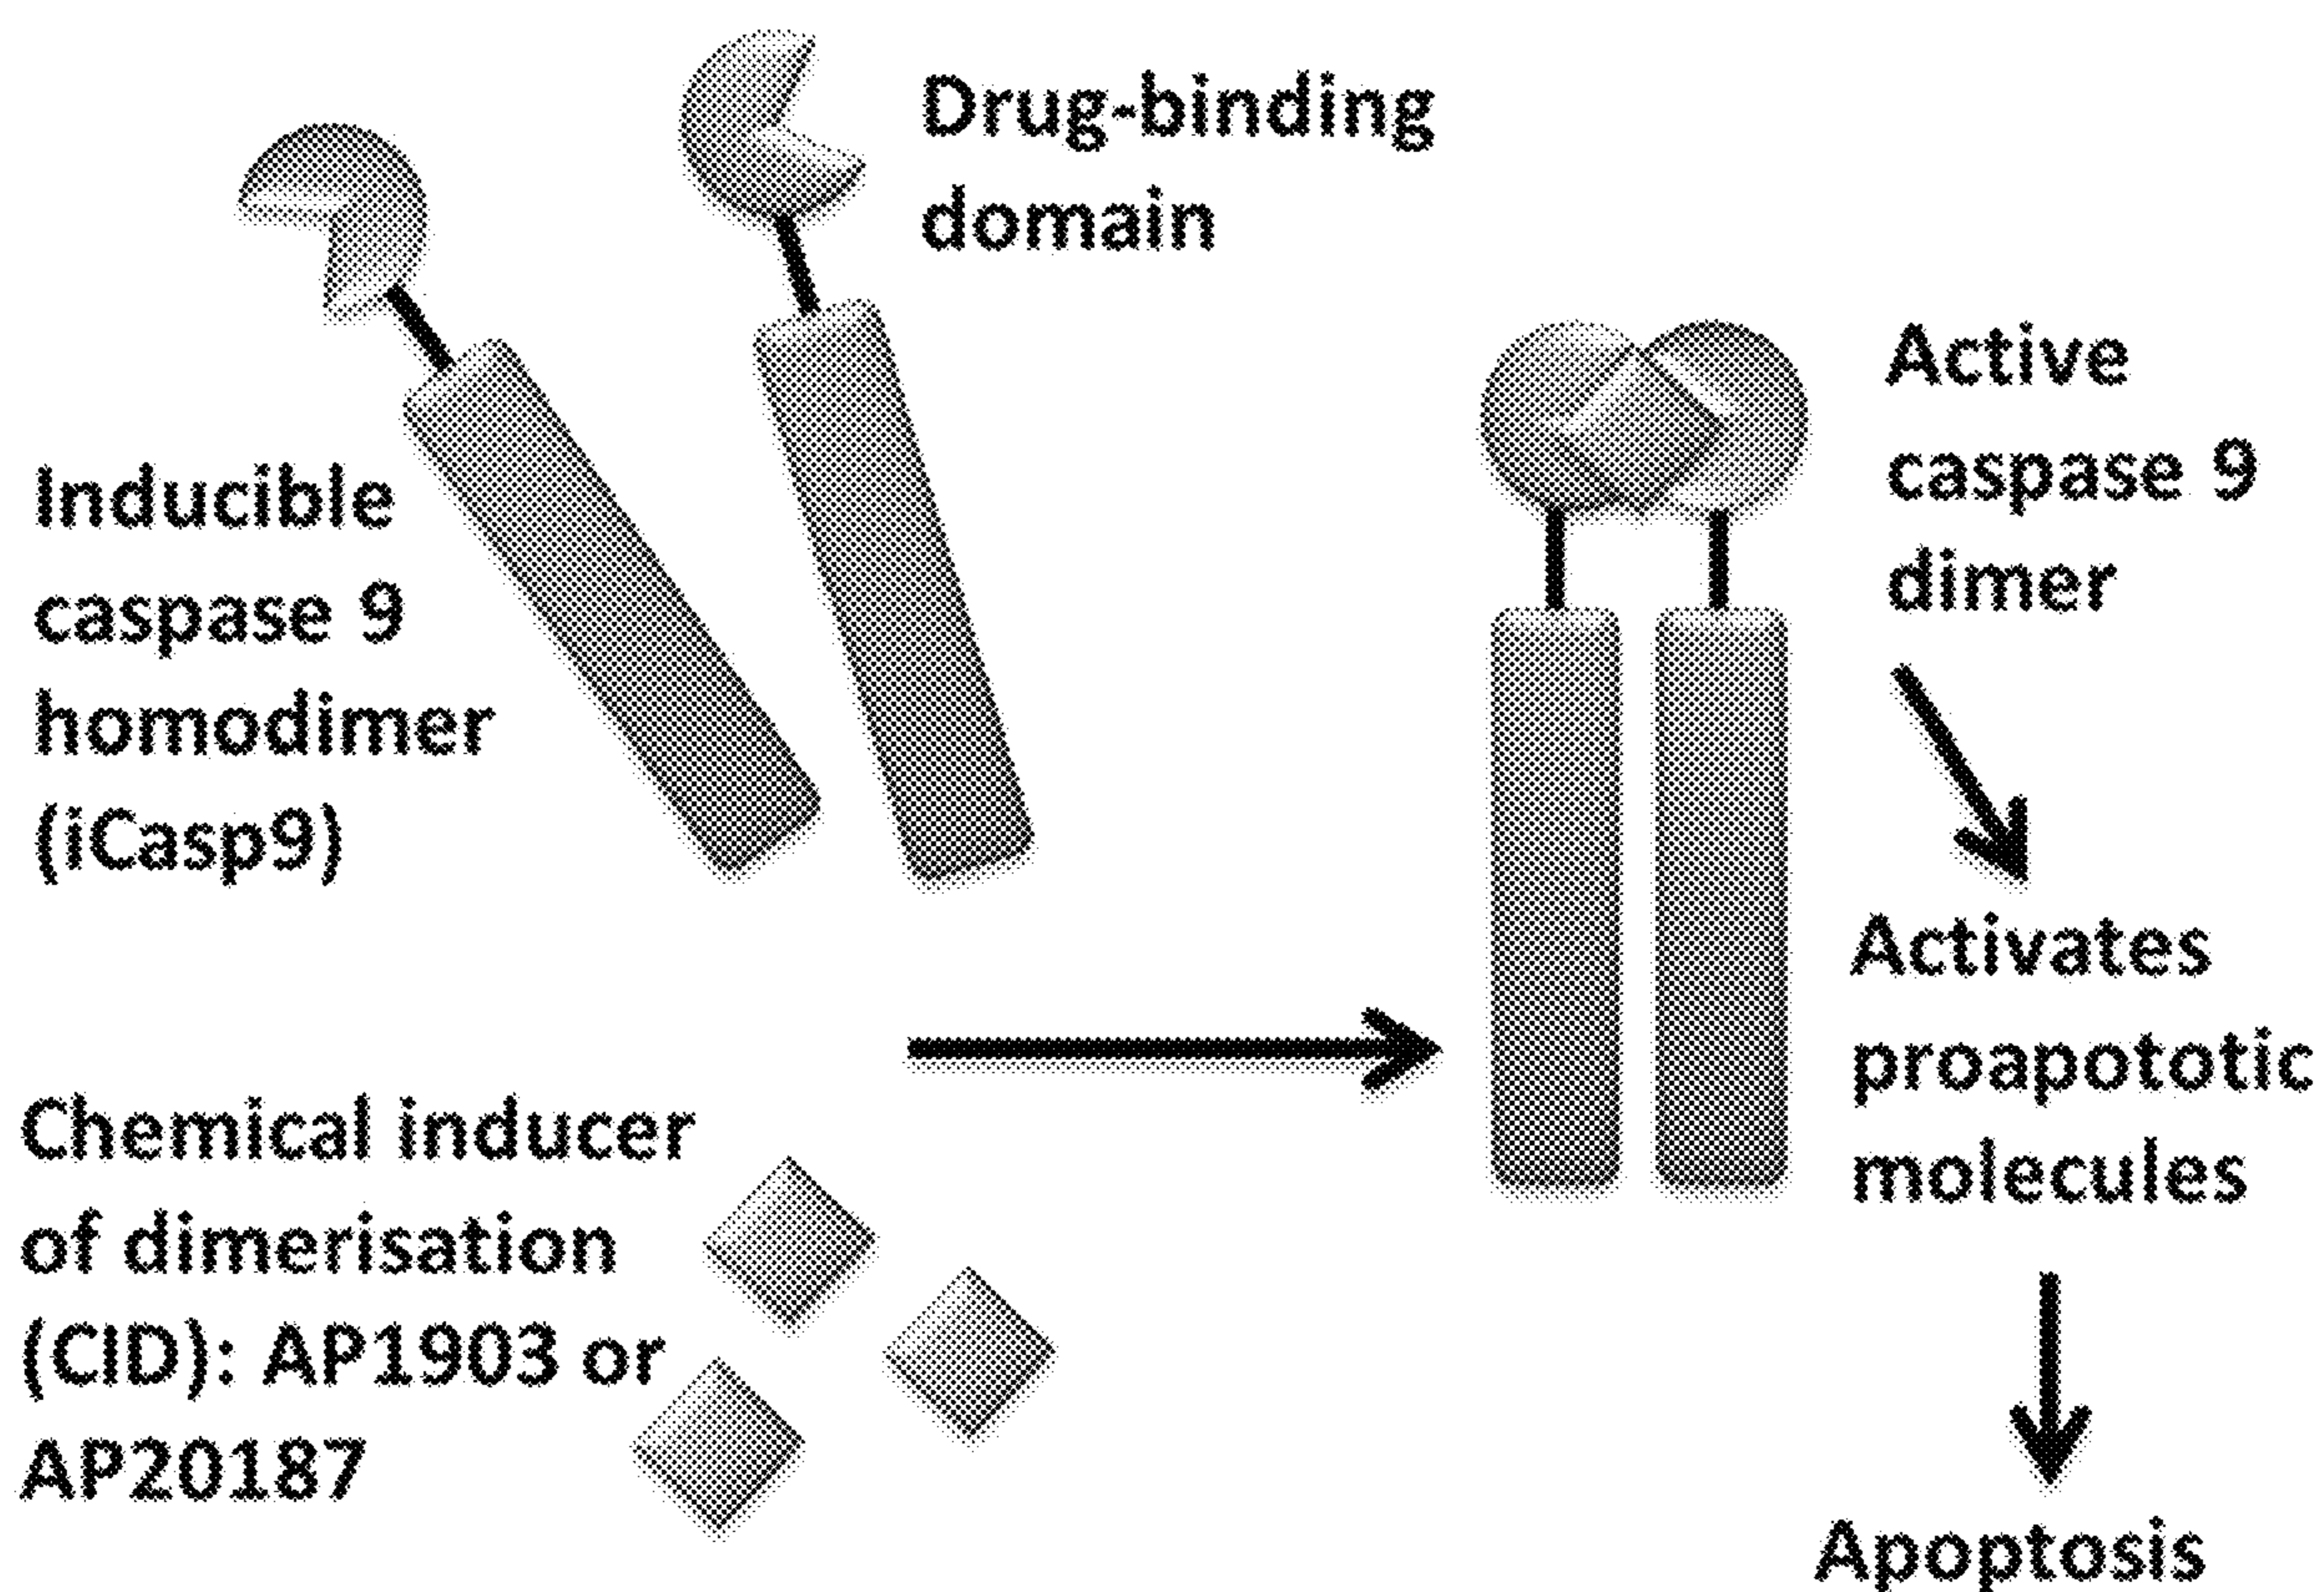 Drug-binding
domain
Inducible
caspase 9
homodimer
(iCasp9)
Chemical inducer
of dimerisation
(CID): AP1903 or
AP20187
Active
caspase 9
dimer
Activates
proapototic
molecules
Apoptosis